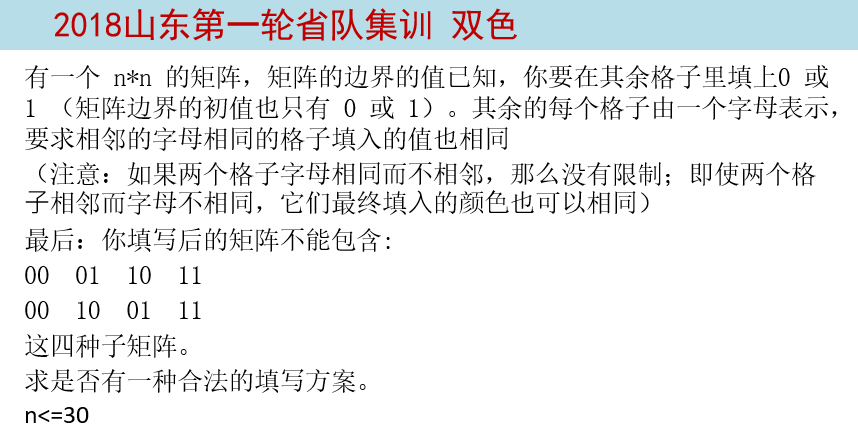 2018山东第一轮省队集训 双色
有一个 n*n 的矩阵，矩阵的边界的值已知，你要在其余格子里填上0 或
1 （矩阵边界的初值也只有 0 或 1）。其余的每个格子由一个字母表示，
要求相邻的字母相同的格子填入的值也相同
（注意：如果两个格子字母相同而不相邻，那么没有限制；即使两个格
子相邻而字母不相同，它们最终填入的颜色也可以相同）
最后：你填写后的矩阵不能包含:
00 01 10 11
00 10 01 11
这四种子矩阵。
求是否有一种合法的填写方案。
n<=30